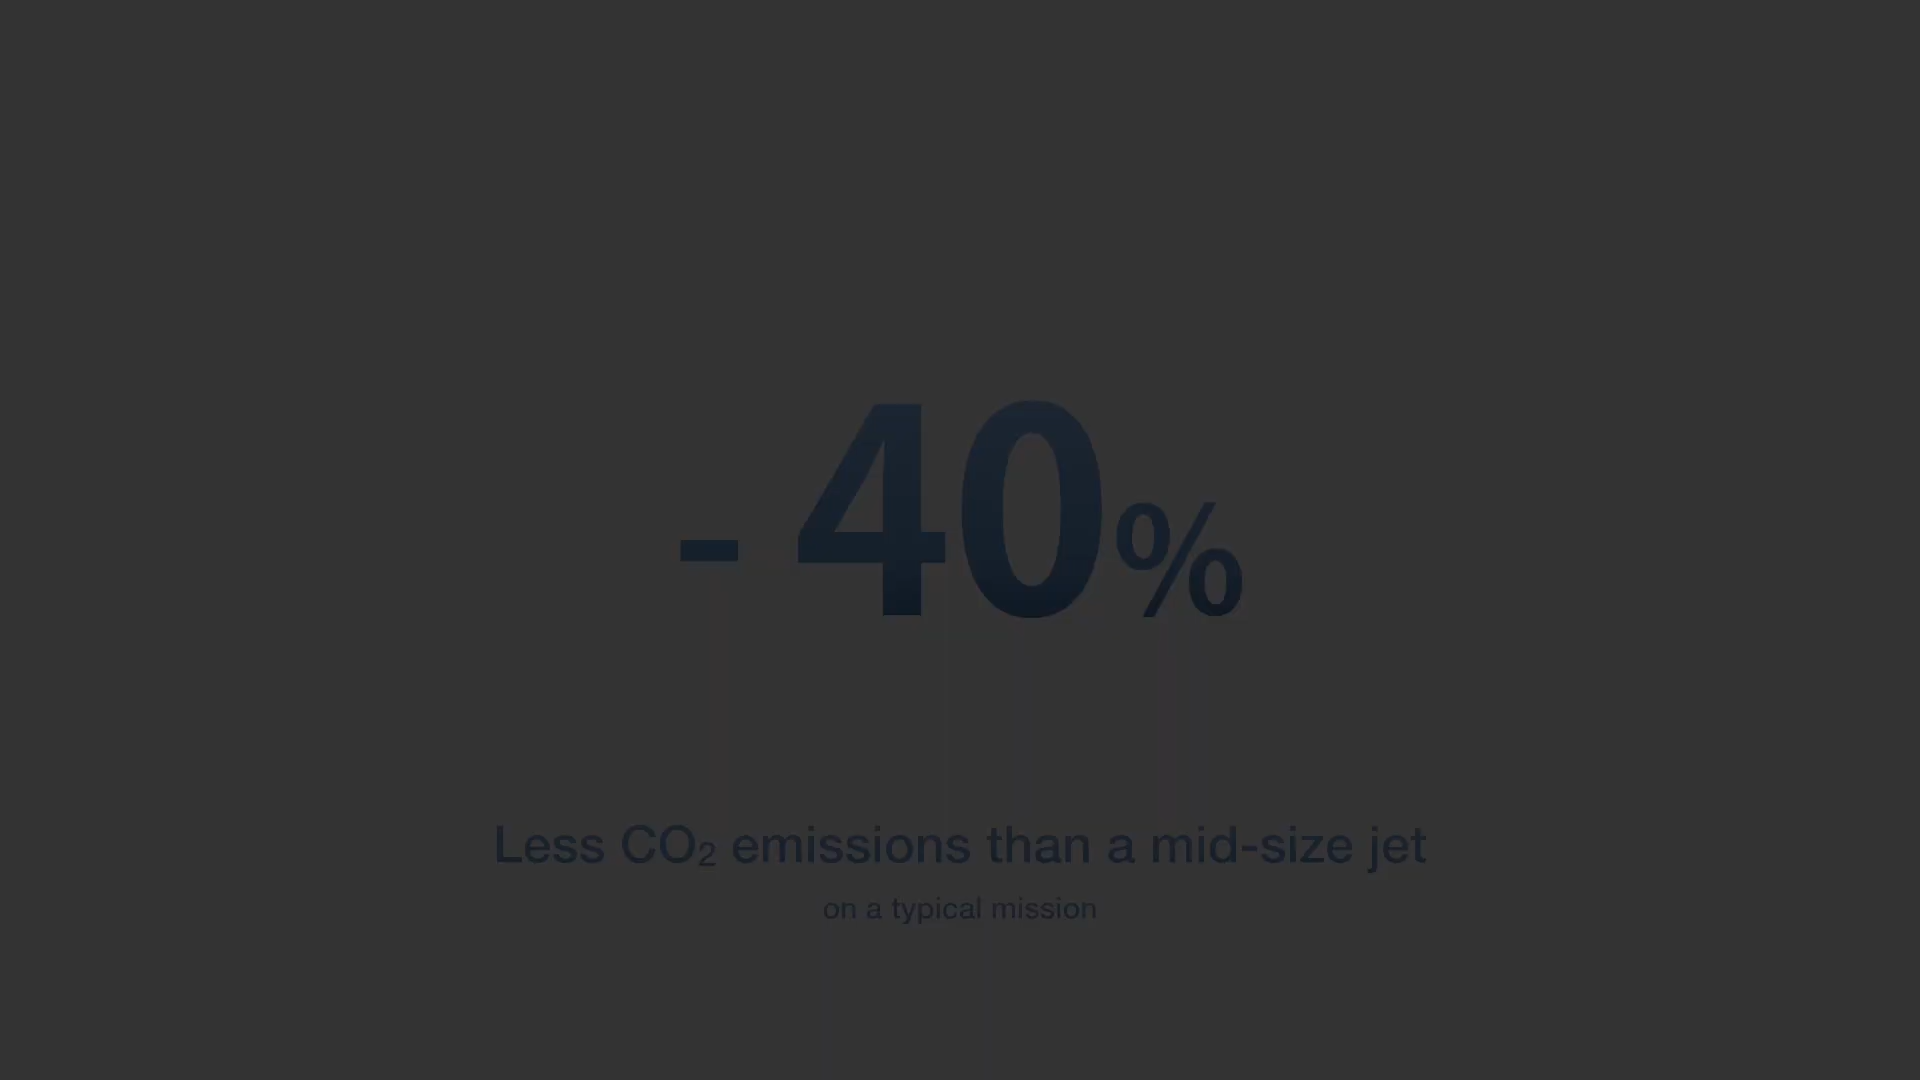 - 40%
Less CO₂ emissions than a mid-size jet
on a typical mission